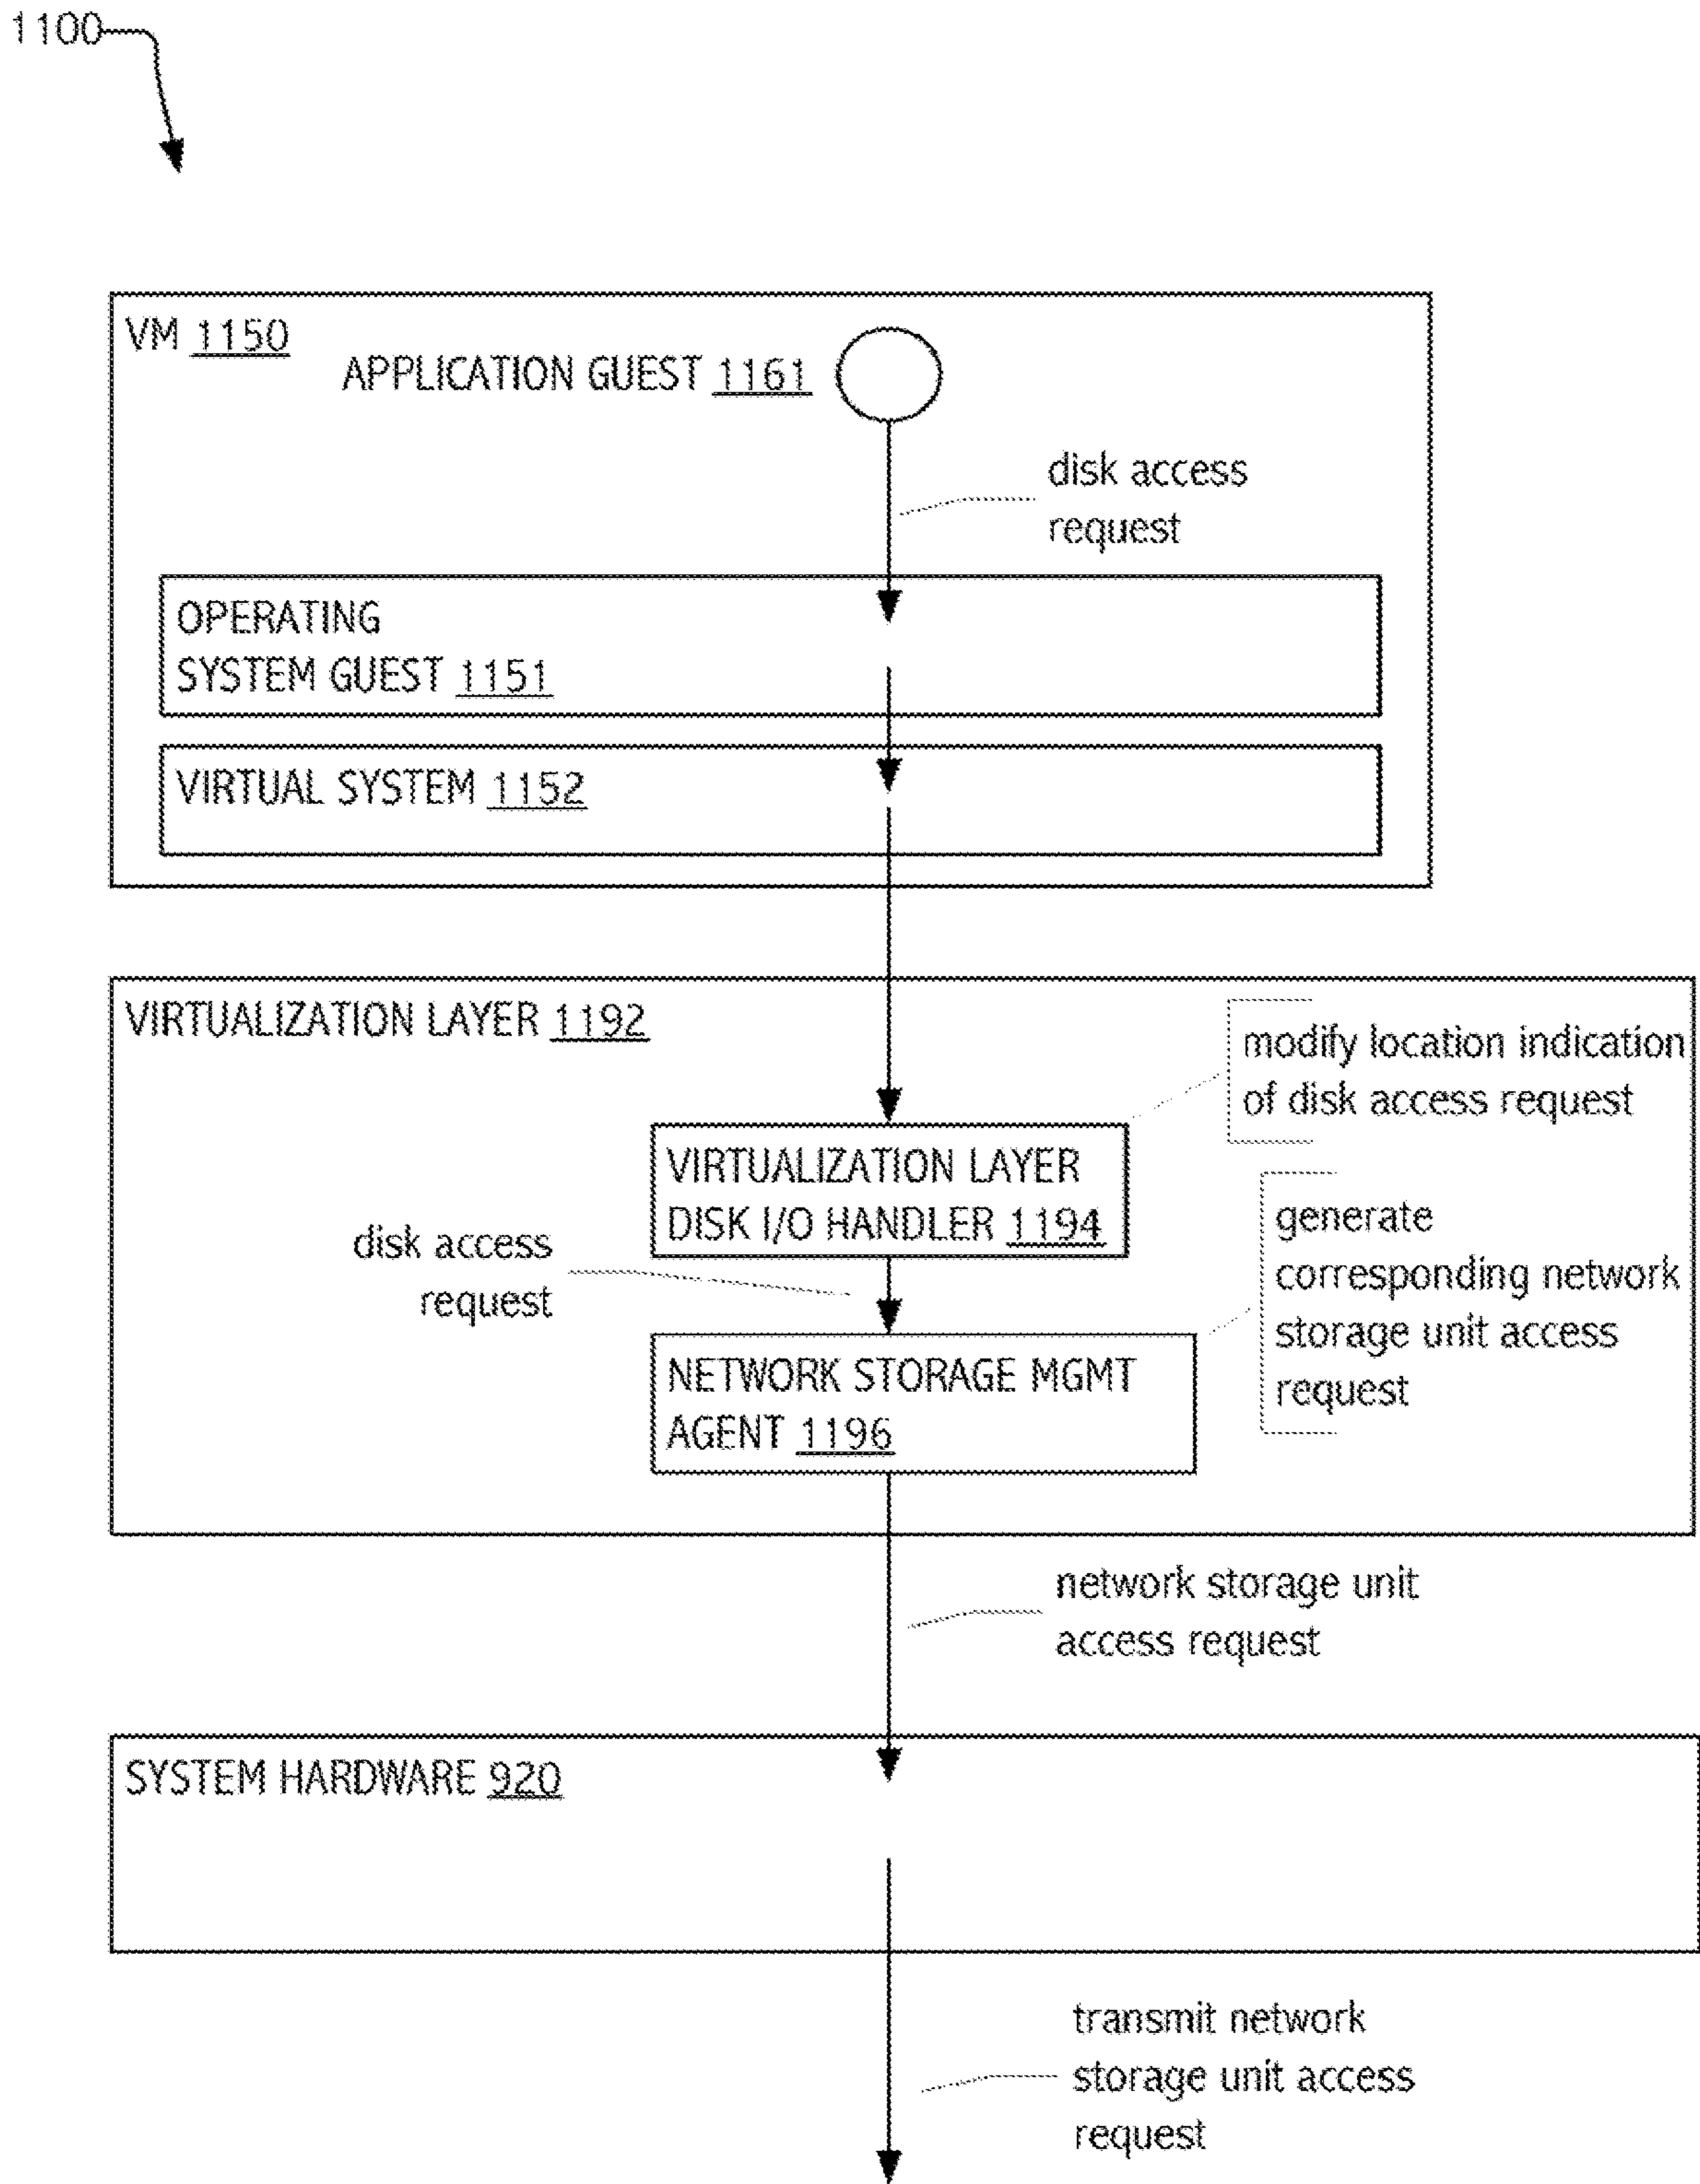 1100
VM 1150
APPLICATION GUEST 1161
disk access
request
OPERATING
SYSTEM GUEST 1151
VIRTUAL SYSTEM 1152
VIRTUALIZATION LAYER 1192
modify location indication
of disk access request
VIRTUALIZATION LAYER
DISK I/O HANDLER 1194
disk access
request
generate
corresponding network
storage unit access
request
NETWORK STORAGE MGMT
AGENT 1196
network storage unit
access request
SYSTEM HARDWARE 920
transmit network
storage unit access
request